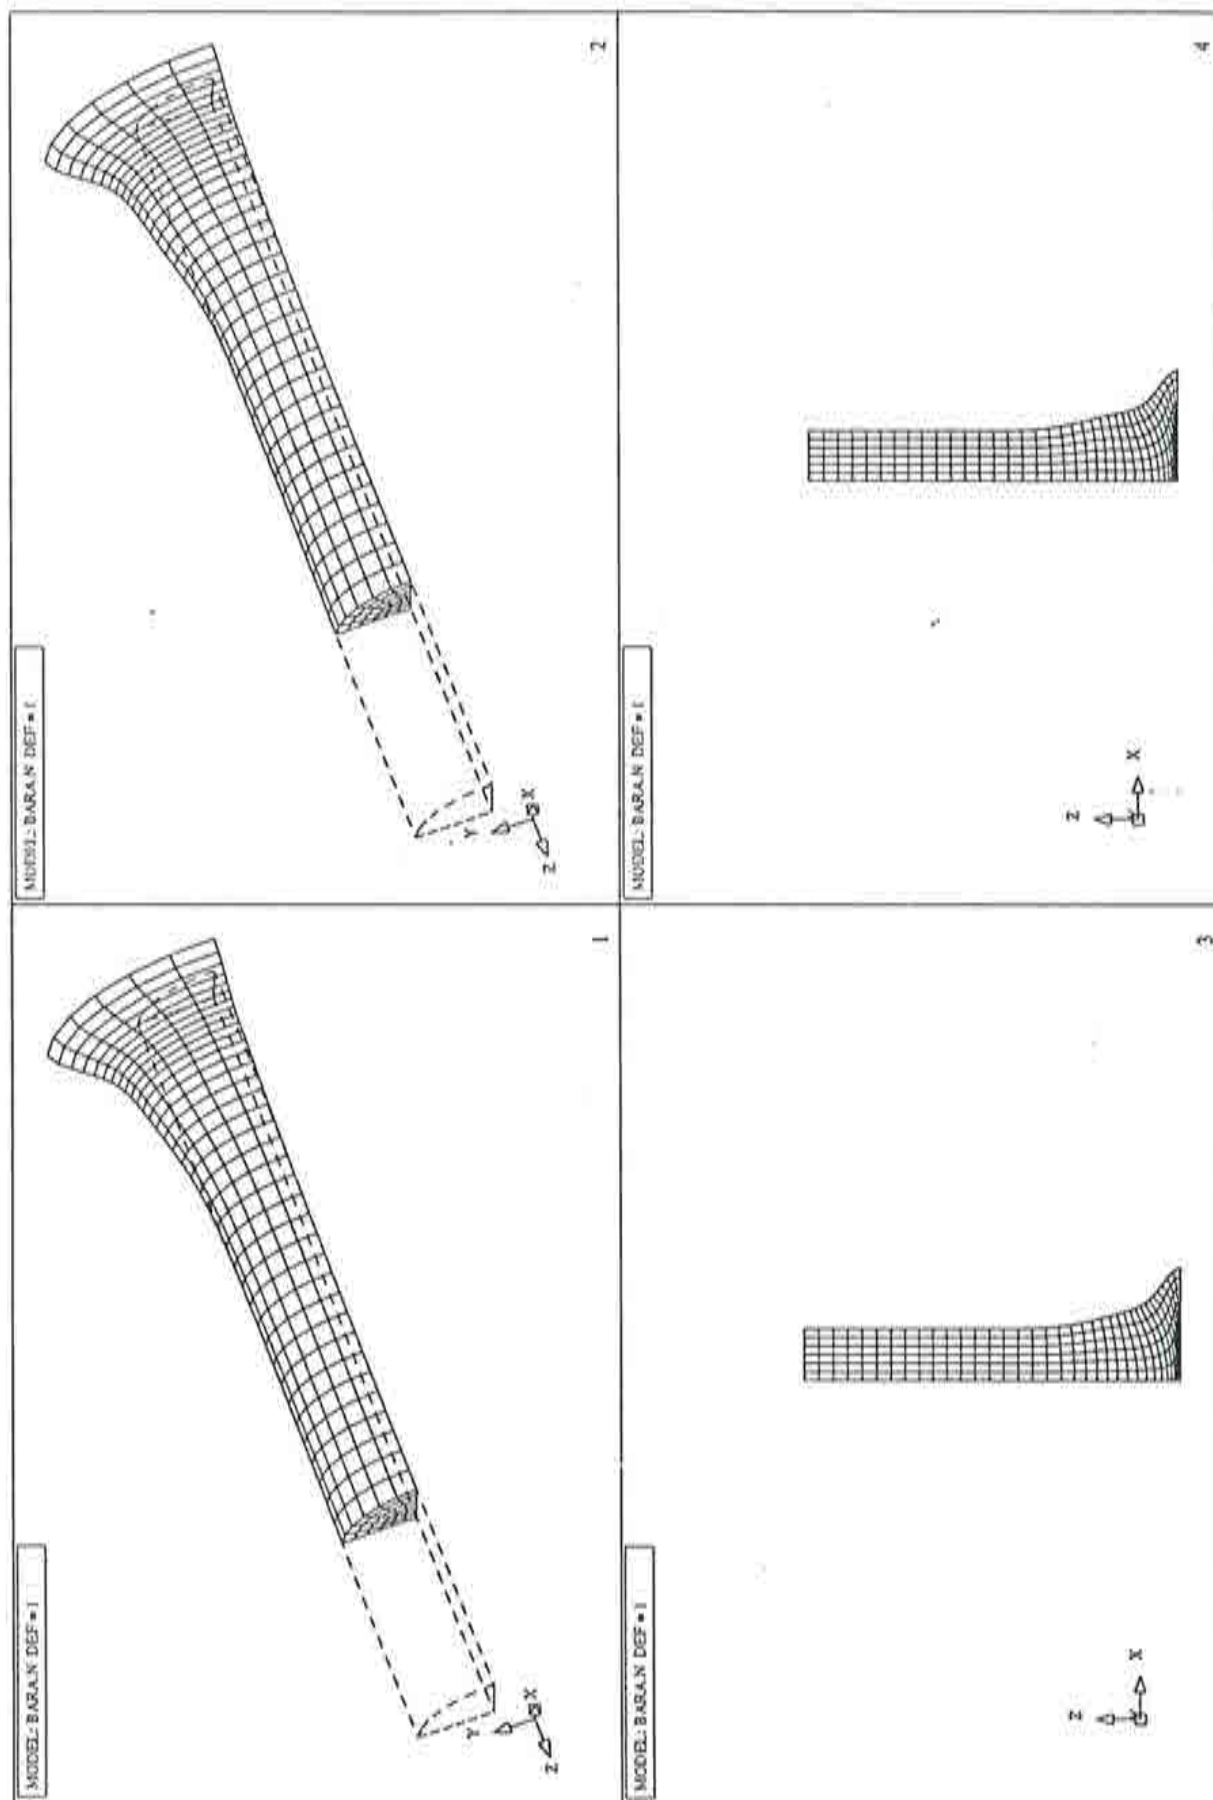 MODEL: BARAN DEF = 1
Y
X
Z
1
MODEL: BARAN DEF = 1
Y
X
Z
2
MODEL: BARAN DEF = 1
Z
Y
X
3
MODEL: BARAN DEF = 1
Z
Y
X
4